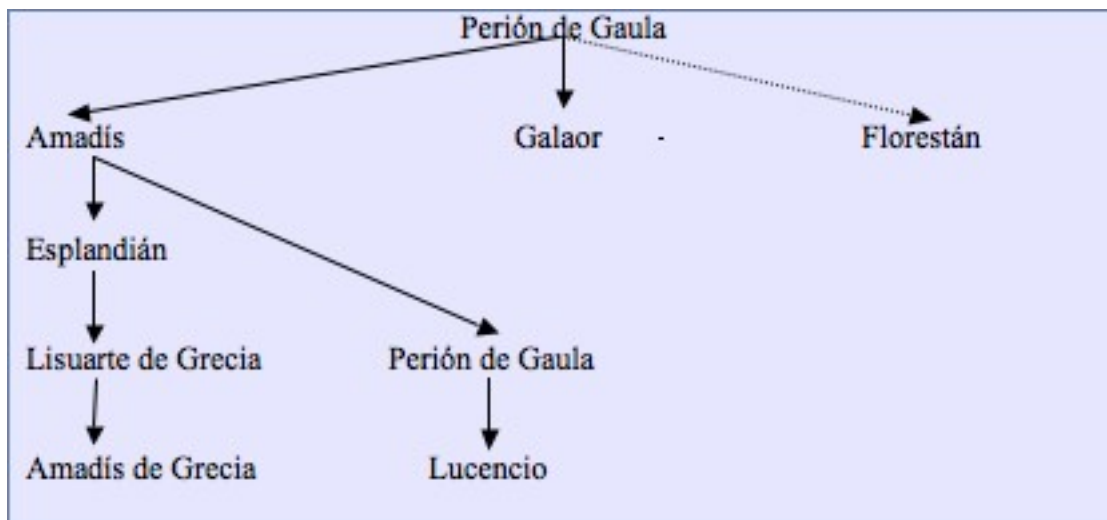 Perión de Gaula
Amadís Galaor - Florestán
Esplandián
Lisuarte de Grecia Perión de Gaula
Amadís de Grecia Lucencio